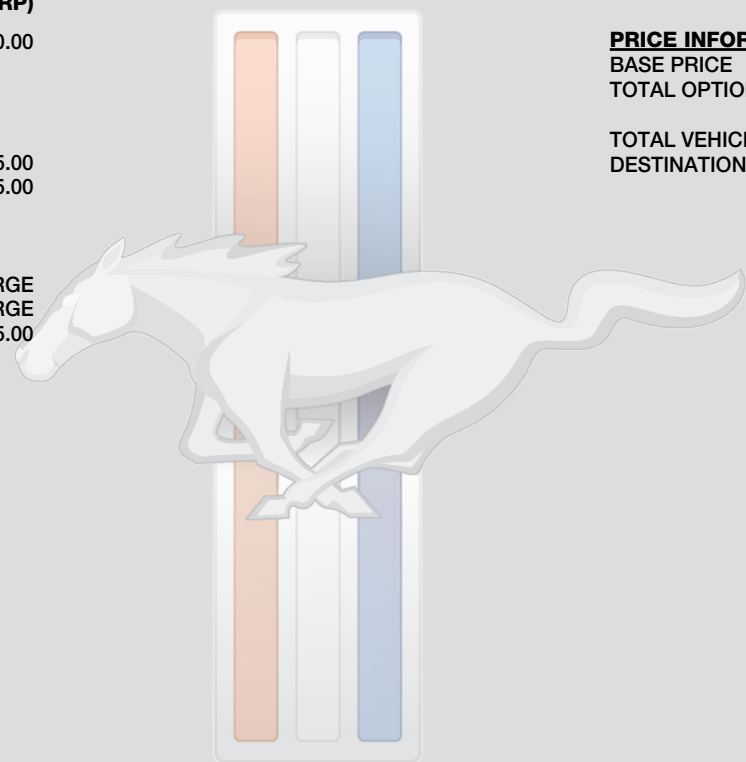 RP)
0.00
5.00
5.00
RGE
RGE
5.00
PRICE INFOR
BASE PRICE
TOTAL OPTIO
TOTAL VEHICL
DESTINATION